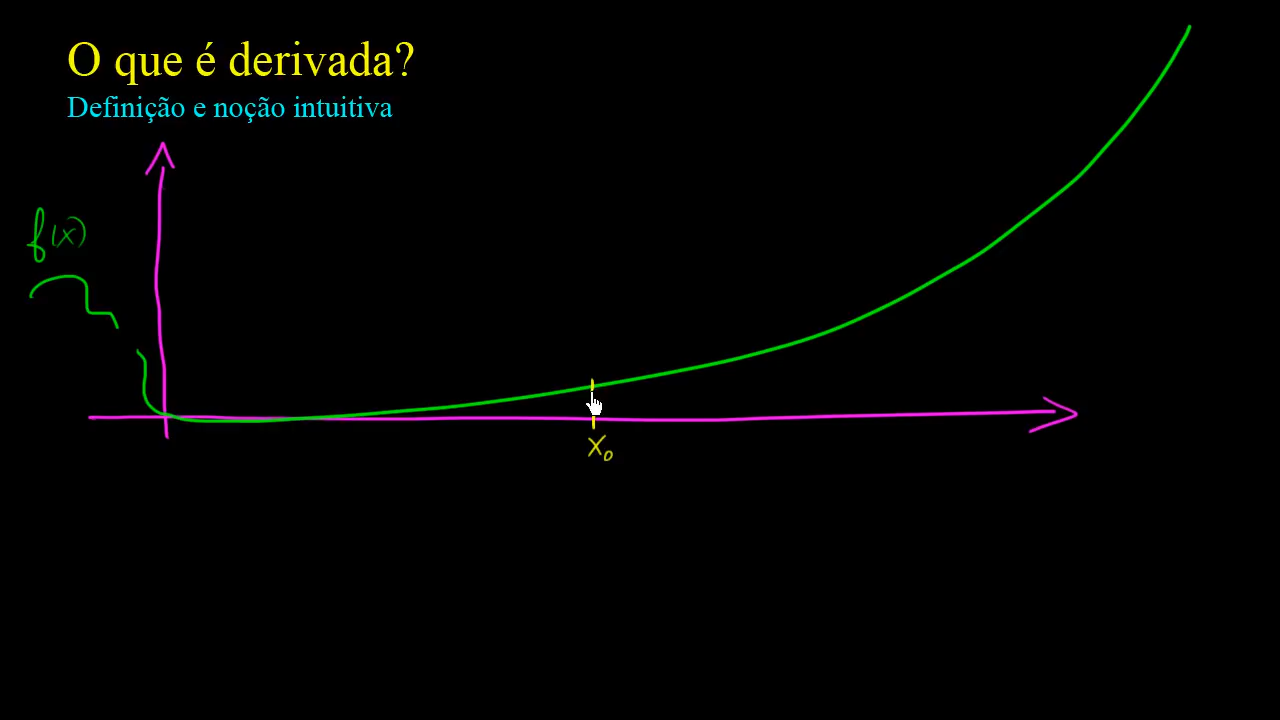 O que é derivada?
Definição e noção intuitiva
f(x)
x₀